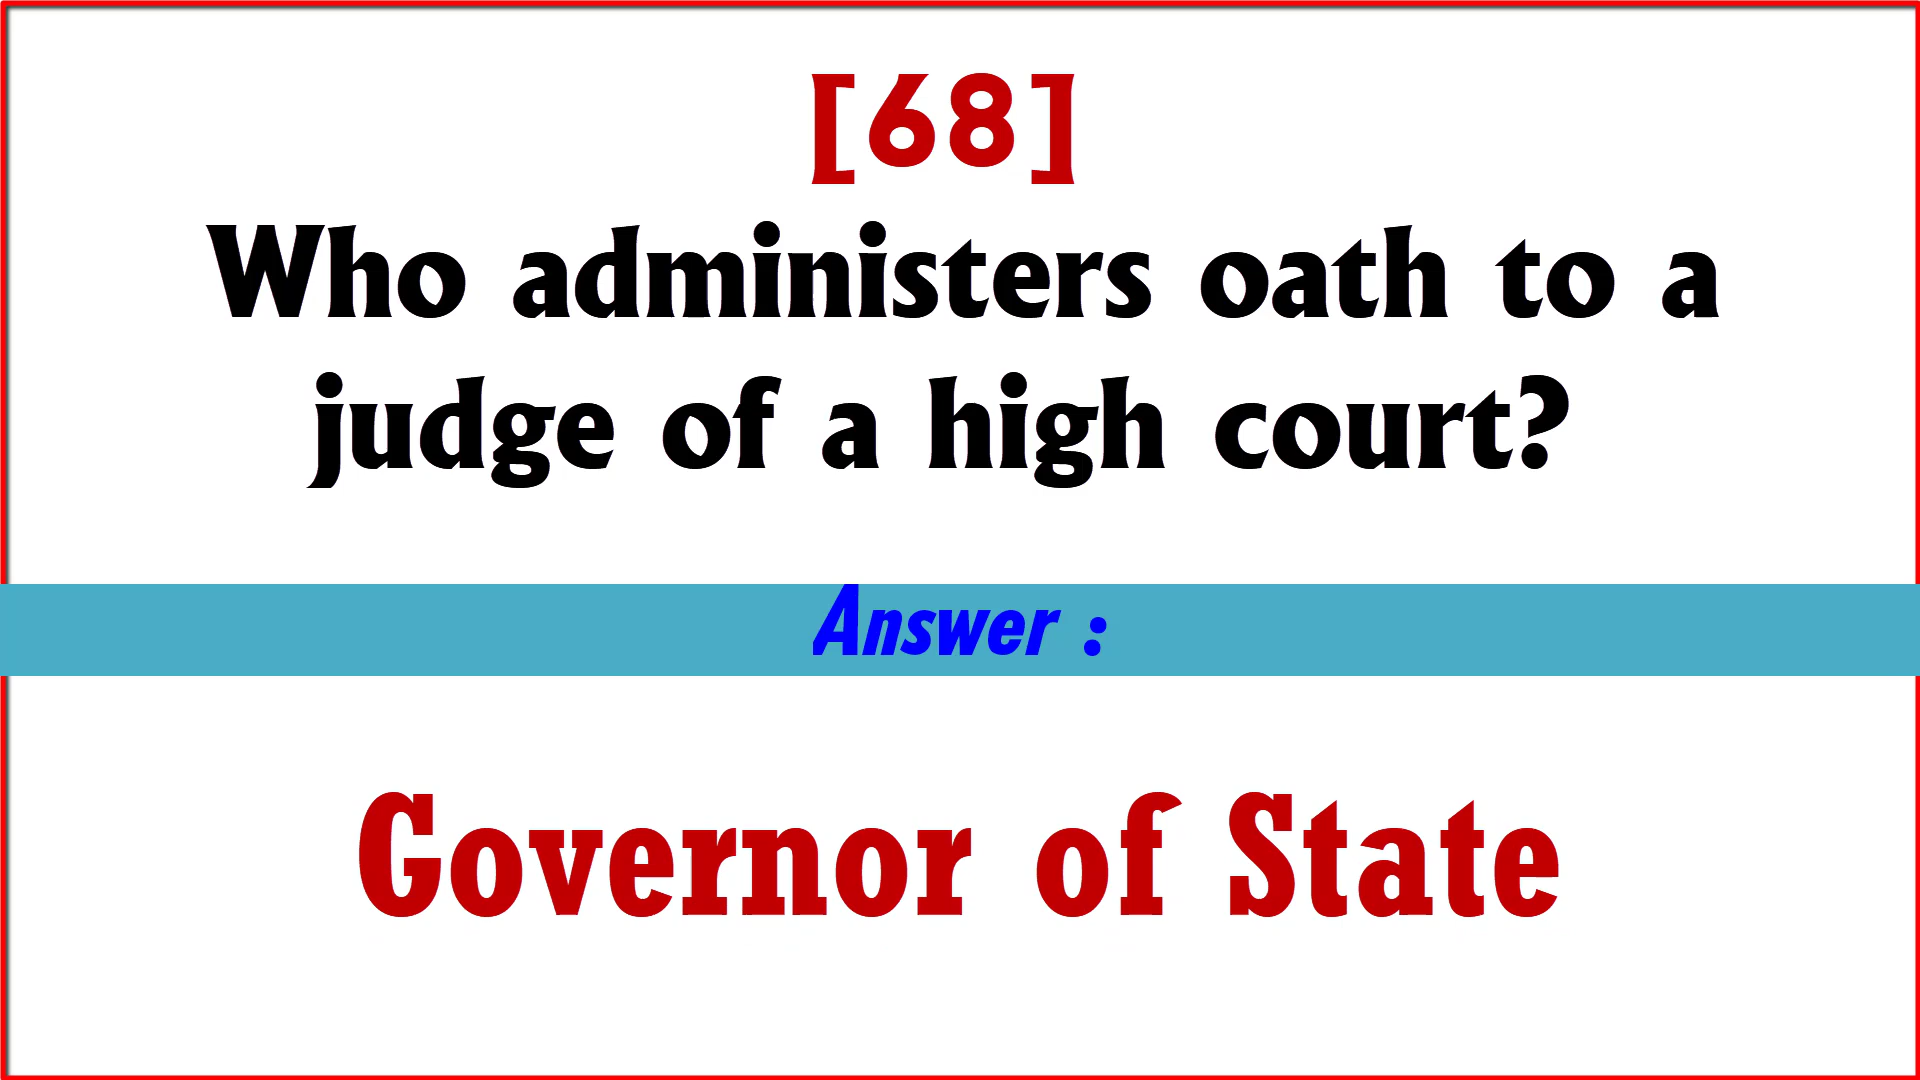 [68]
Who administers oath to a
judge of a high court?
Answer :
Governor of State